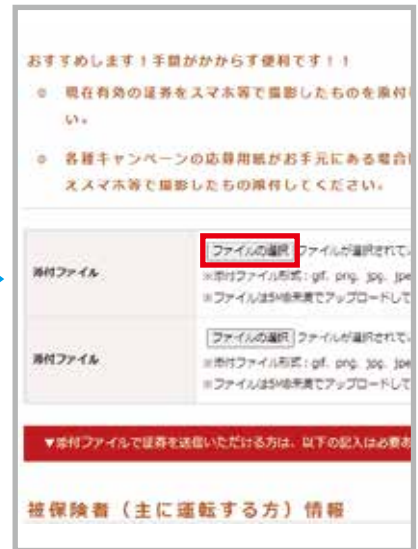 おすすめします！手間がかからず便利です！！
現在有効の証券をスマホ等で撮影したものを添付
い。
各種キャンペーンの応募用紙がお手元にある場合
えスマホ等で撮影したもの添付してください。
添付ファイル
ファイルの選択 ファイルが選択されて
※添付ファイル形式：gif, png, jpg, jpe
※ファイルは5MB未満でアップロードして
添付ファイル
ファイルの選択 ファイルが選択されて
※添付ファイル形式：gif, png, jpg, jpe
※ファイルは5MB未満でアップロードして
▼添付ファイルで証券を送信いただける方は、以下の記入は必要
被保険者（主に運転する方）情報